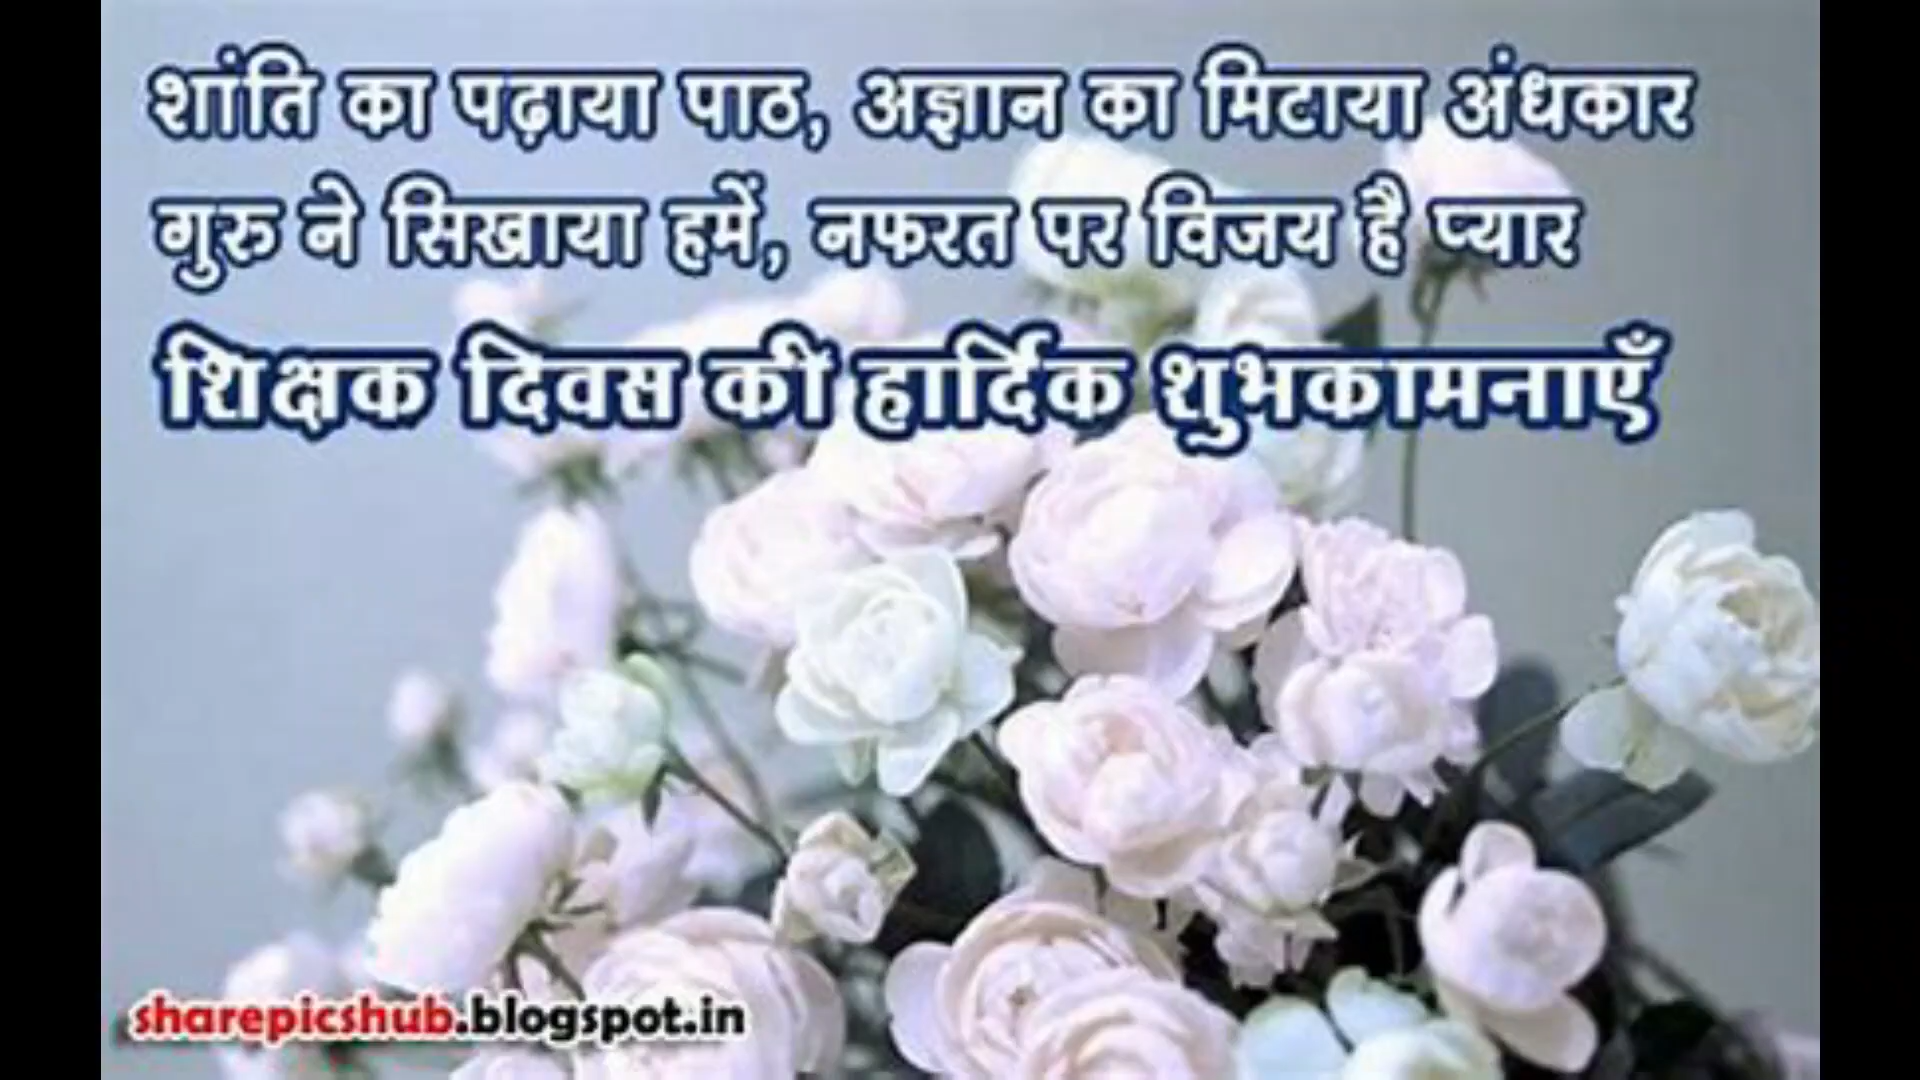 शांति का पढ़ाया पाठ, अज्ञान का मिटाया अंधकार
गुरु ने सिखाया हमें, नफरत पर विजय है प्यार
शिक्षक दिवस की हार्दिक शुभकामनाएँ
sharepicshub.blogspot.in